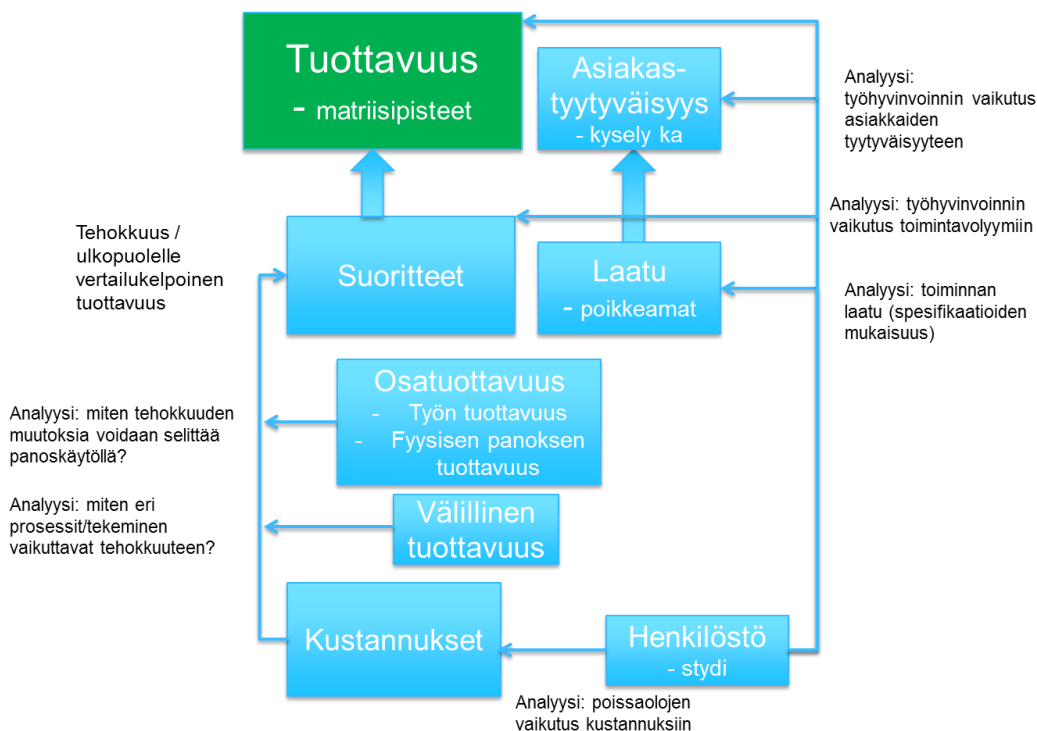 Tuottavuus
- matriisipisteet
Asiakas-
tyytyväisyys
- kysely ka
Analyysi:
työhyvinvoinnin vaikutus
asiakkaiden
tyytyväisyyteen
Tehokkuus /
ulkopuolelle
vertailukelpoinen
tuottavuus
Suoritteet
Laatu
- poikkeamat
Analyysi: työhyvinvoinnin
vaikutus toimintavolyymiin
Analyysi: toiminnan
laatu (spesifikaatioiden
mukaisuus)
Osatuottavuus
- Työn tuottavuus
- Fyysisen panoksen
tuottavuus
Analyysi: miten tehokkuuden
muutoksia voidaan selittää
panoskäytöllä?
Välillinen
tuottavuus
Analyysi: miten eri
prosessit/tekeminen
vaikuttavat tehokkuuteen?
Kustannukset
Henkilöstö
- stydi
Analyysi: poissaolojen
vaikutus kustannuksiin